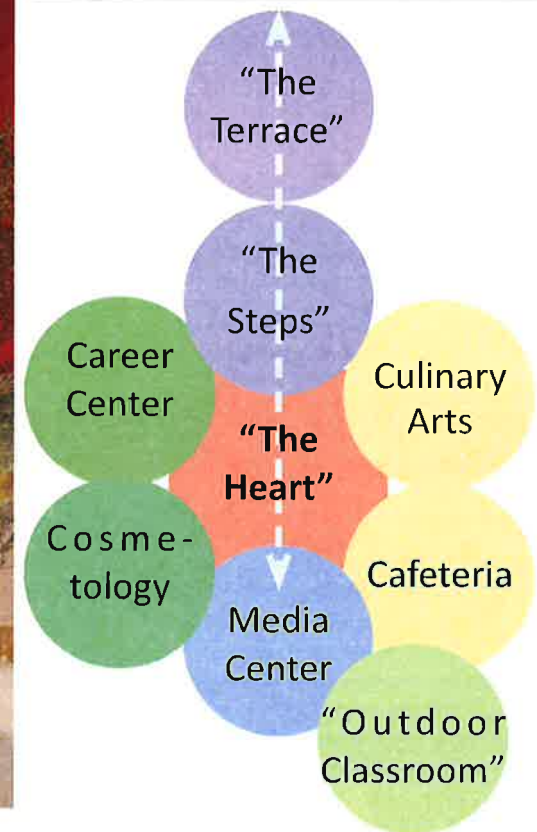 “The
Terrace”
“The
Steps”
Career
Center
Culinary
Arts
“The
Heart”
Cosme-
tology
Cafeteria
Media
Center
“Outdoor
Classroom”